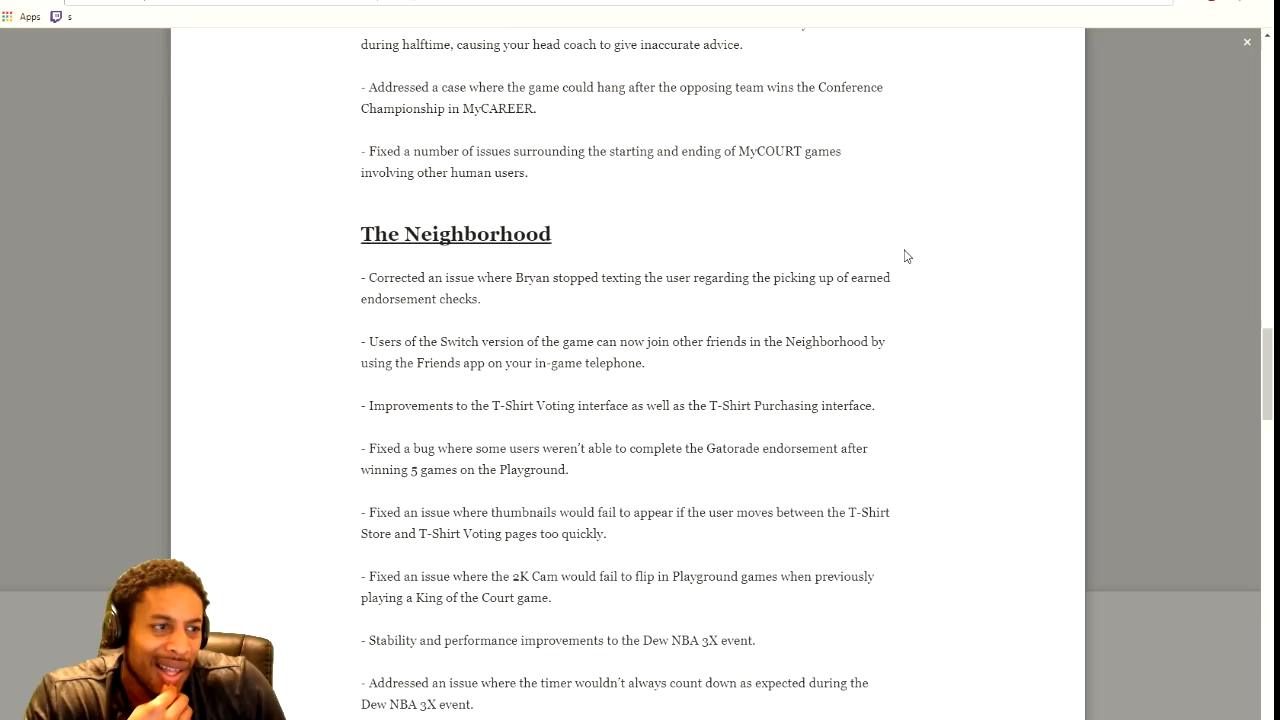 Apps s
during halftime, causing your head coach to give inaccurate advice.
- Addressed a case where the game could hang after the opposing team wins the Conference
Championship in MyCAREER.
- Fixed a number of issues surrounding the starting and ending of MyCOURT games
involving other human users.
The Neighborhood
- Corrected an issue where Bryan stopped texting the user regarding the picking up of earned
endorsement checks.
- Users of the Switch version of the game can now join other friends in the Neighborhood by
using the Friends app on your in-game telephone.
- Improvements to the T-Shirt Voting interface as well as the T-Shirt Purchasing interface.
- Fixed a bug where some users weren’t able to complete the Gatorade endorsement after
winning 5 games on the Playground.
- Fixed an issue where thumbnails would fail to appear if the user moves between the T-Shirt
Store and T-Shirt Voting pages too quickly.
- Fixed an issue where the 2K Cam would fail to flip in Playground games when previously
playing a King of the Court game.
- Stability and performance improvements to the Dew NBA 3X event.
- Addressed an issue where the timer wouldn’t always count down as expected during the
Dew NBA 3X event.